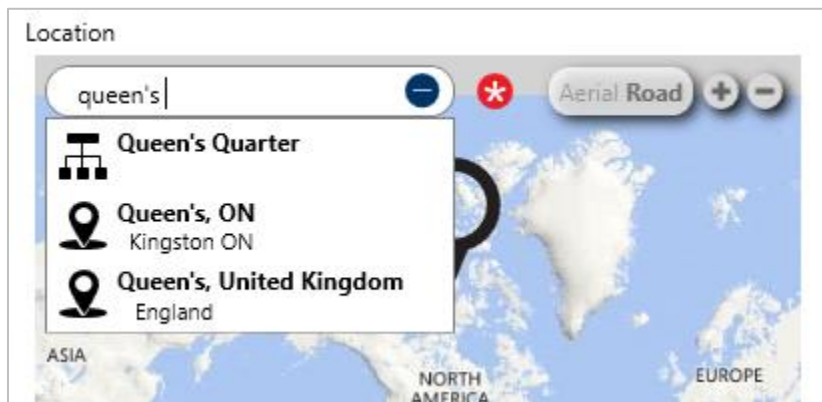 Location
queen's
Aerial Road
Queen's Quarter
Queen's, ON
Kingston ON
Queen's, United Kingdom
England
ASIA
NORTH
AMERICA
EUROPE